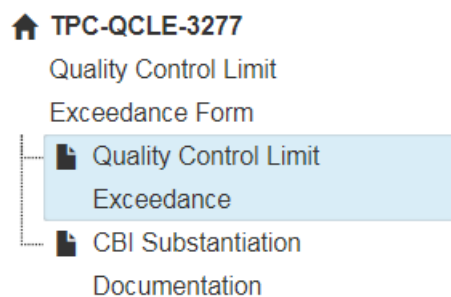 TPC-QCLE-3277
Quality Control Limit
Exceedance Form
Quality Control Limit
Exceedance
CBI Substantiation
Documentation